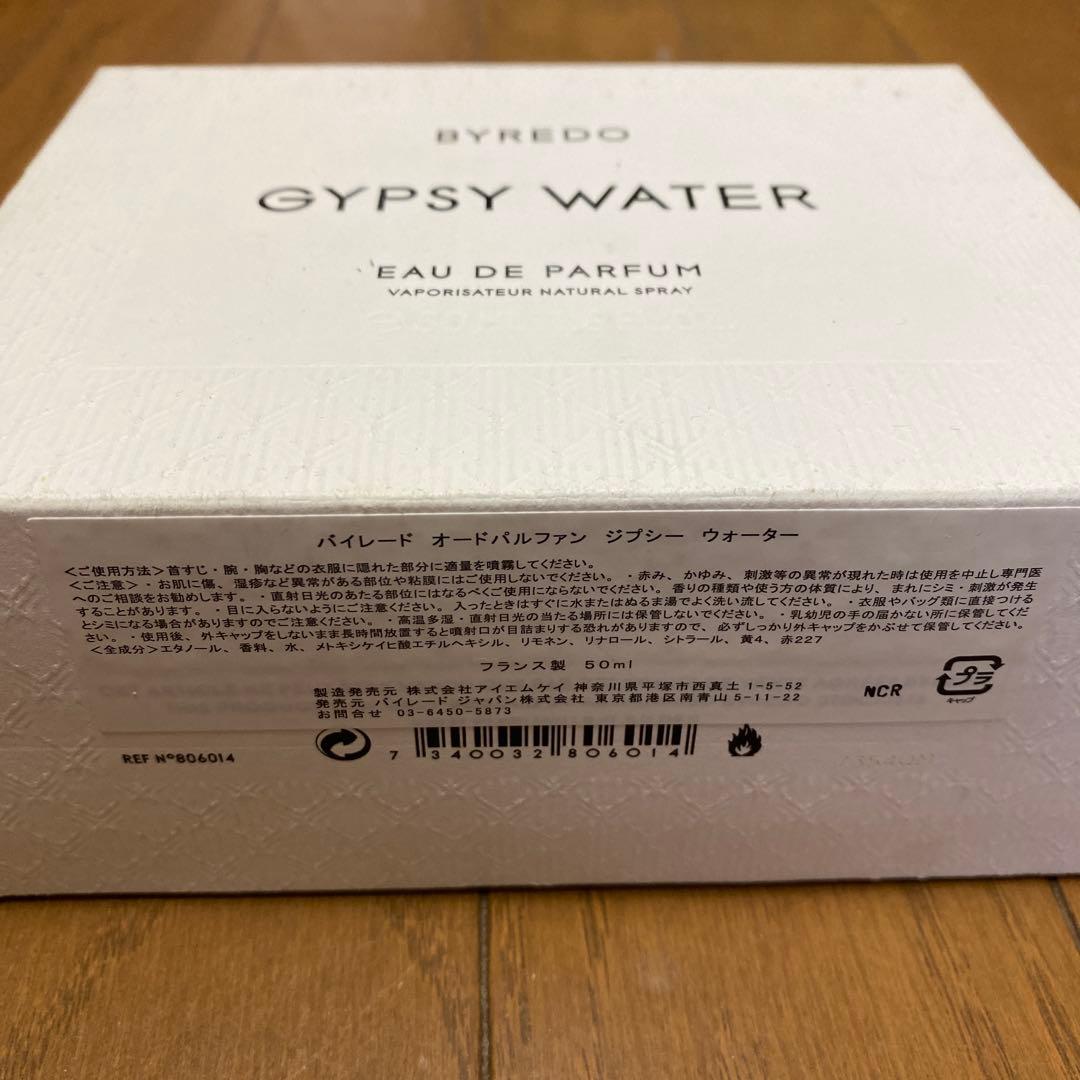 BYREDO
GYPSY WATER
EAU DE PARFUM
VAPORISATEUR NATURAL SPRAY
バイレード オードパルファン ジプシー ウォーター
<ご使用方法>首すじ・腕・胸などの衣服に隠れた部分に適量を噴霧してください。
<ご注意>・お肌に傷、湿疹など異常がある部位や粘膜にはご使用しないでください。・赤み、かゆみ、刺激等の異常が現れた時は使用を中止し専門医
へのご相談をお勧めします。・直射日光のあたる部位にはなるべくご使用にならないでください。香りの種類や使う方の体質により、まれにシミ・刺激が発生
することがあります。・目に入らないようにご注意ください。入ったときはすぐに水またはぬるま湯でよく洗い流してください。・衣服やバッグ類に直接つける
とシミになる場合がありますのでご注意ください。・高温多湿・直射日光の当たる場所には保管しないでください。・乳幼児の手の届かない所に保管してくだ
さい。・使用後、外キャップをしないまま長時間放置すると噴射口が目詰まりする恐れがありますので、必ずしっかり外キャップをかぶせて保管してください。
<全成分>エタノール、香料、水、メトキシケイヒ酸エチルヘキシル、リモネン、リナロール、シトラール、黄4、赤227
フランス製 50ml
製造発売元 株式会社アイエムケイ 神奈川県平塚市西真土 1-5-52
発売元 バイレード ジャパン株式会社 東京都港区南青山 5-11-22
お問合せ 03-6450-5873
NCR
プラ
キャップ
REF Nº806014
7 340032 806014